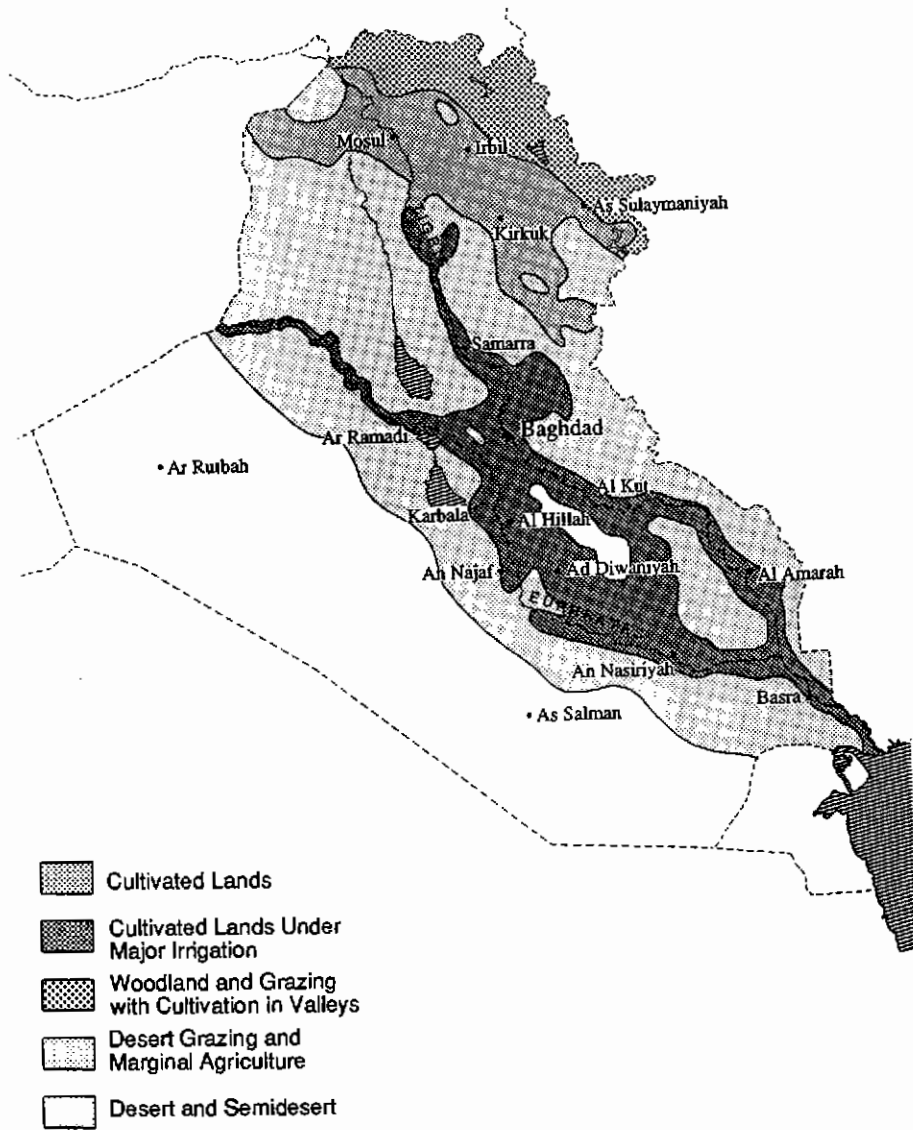 Mosul
Irbil
As Sulaymaniyah
Kirkuk
Samarra
Baghdad
Ar Ramadi
Ar Rutbah
Al Kut
Karbala
Al Hillah
An Najaf
Ad Diwaniyah
Al Amarah
An Nasiriyah
Basra
As Salman
Cultivated Lands
Cultivated Lands Under
Major Irrigation
Woodland and Grazing
with Cultivation in Valleys
Desert Grazing and
Marginal Agriculture
Desert and Semidesert